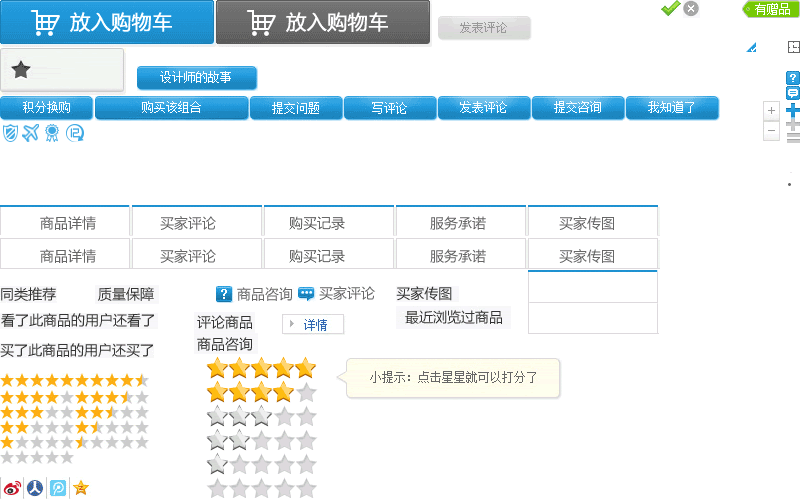 放入购物车 放入购物车 发表评论 有赠品
设计师的故事
积分换购 购买该组合 提交问题 写评论 发表评论 提交咨询 我知道了
12
商品详情 买家评论 购买记录 服务承诺 买家传图
商品详情 买家评论 购买记录 服务承诺 买家传图
同类推荐 质量保障 ? 商品咨询 买家评论 买家传图
看了此商品的用户还看了 评论商品 详情 最近浏览过商品
买了此商品的用户还买了 商品咨询
小提示：点击星星就可以打分了